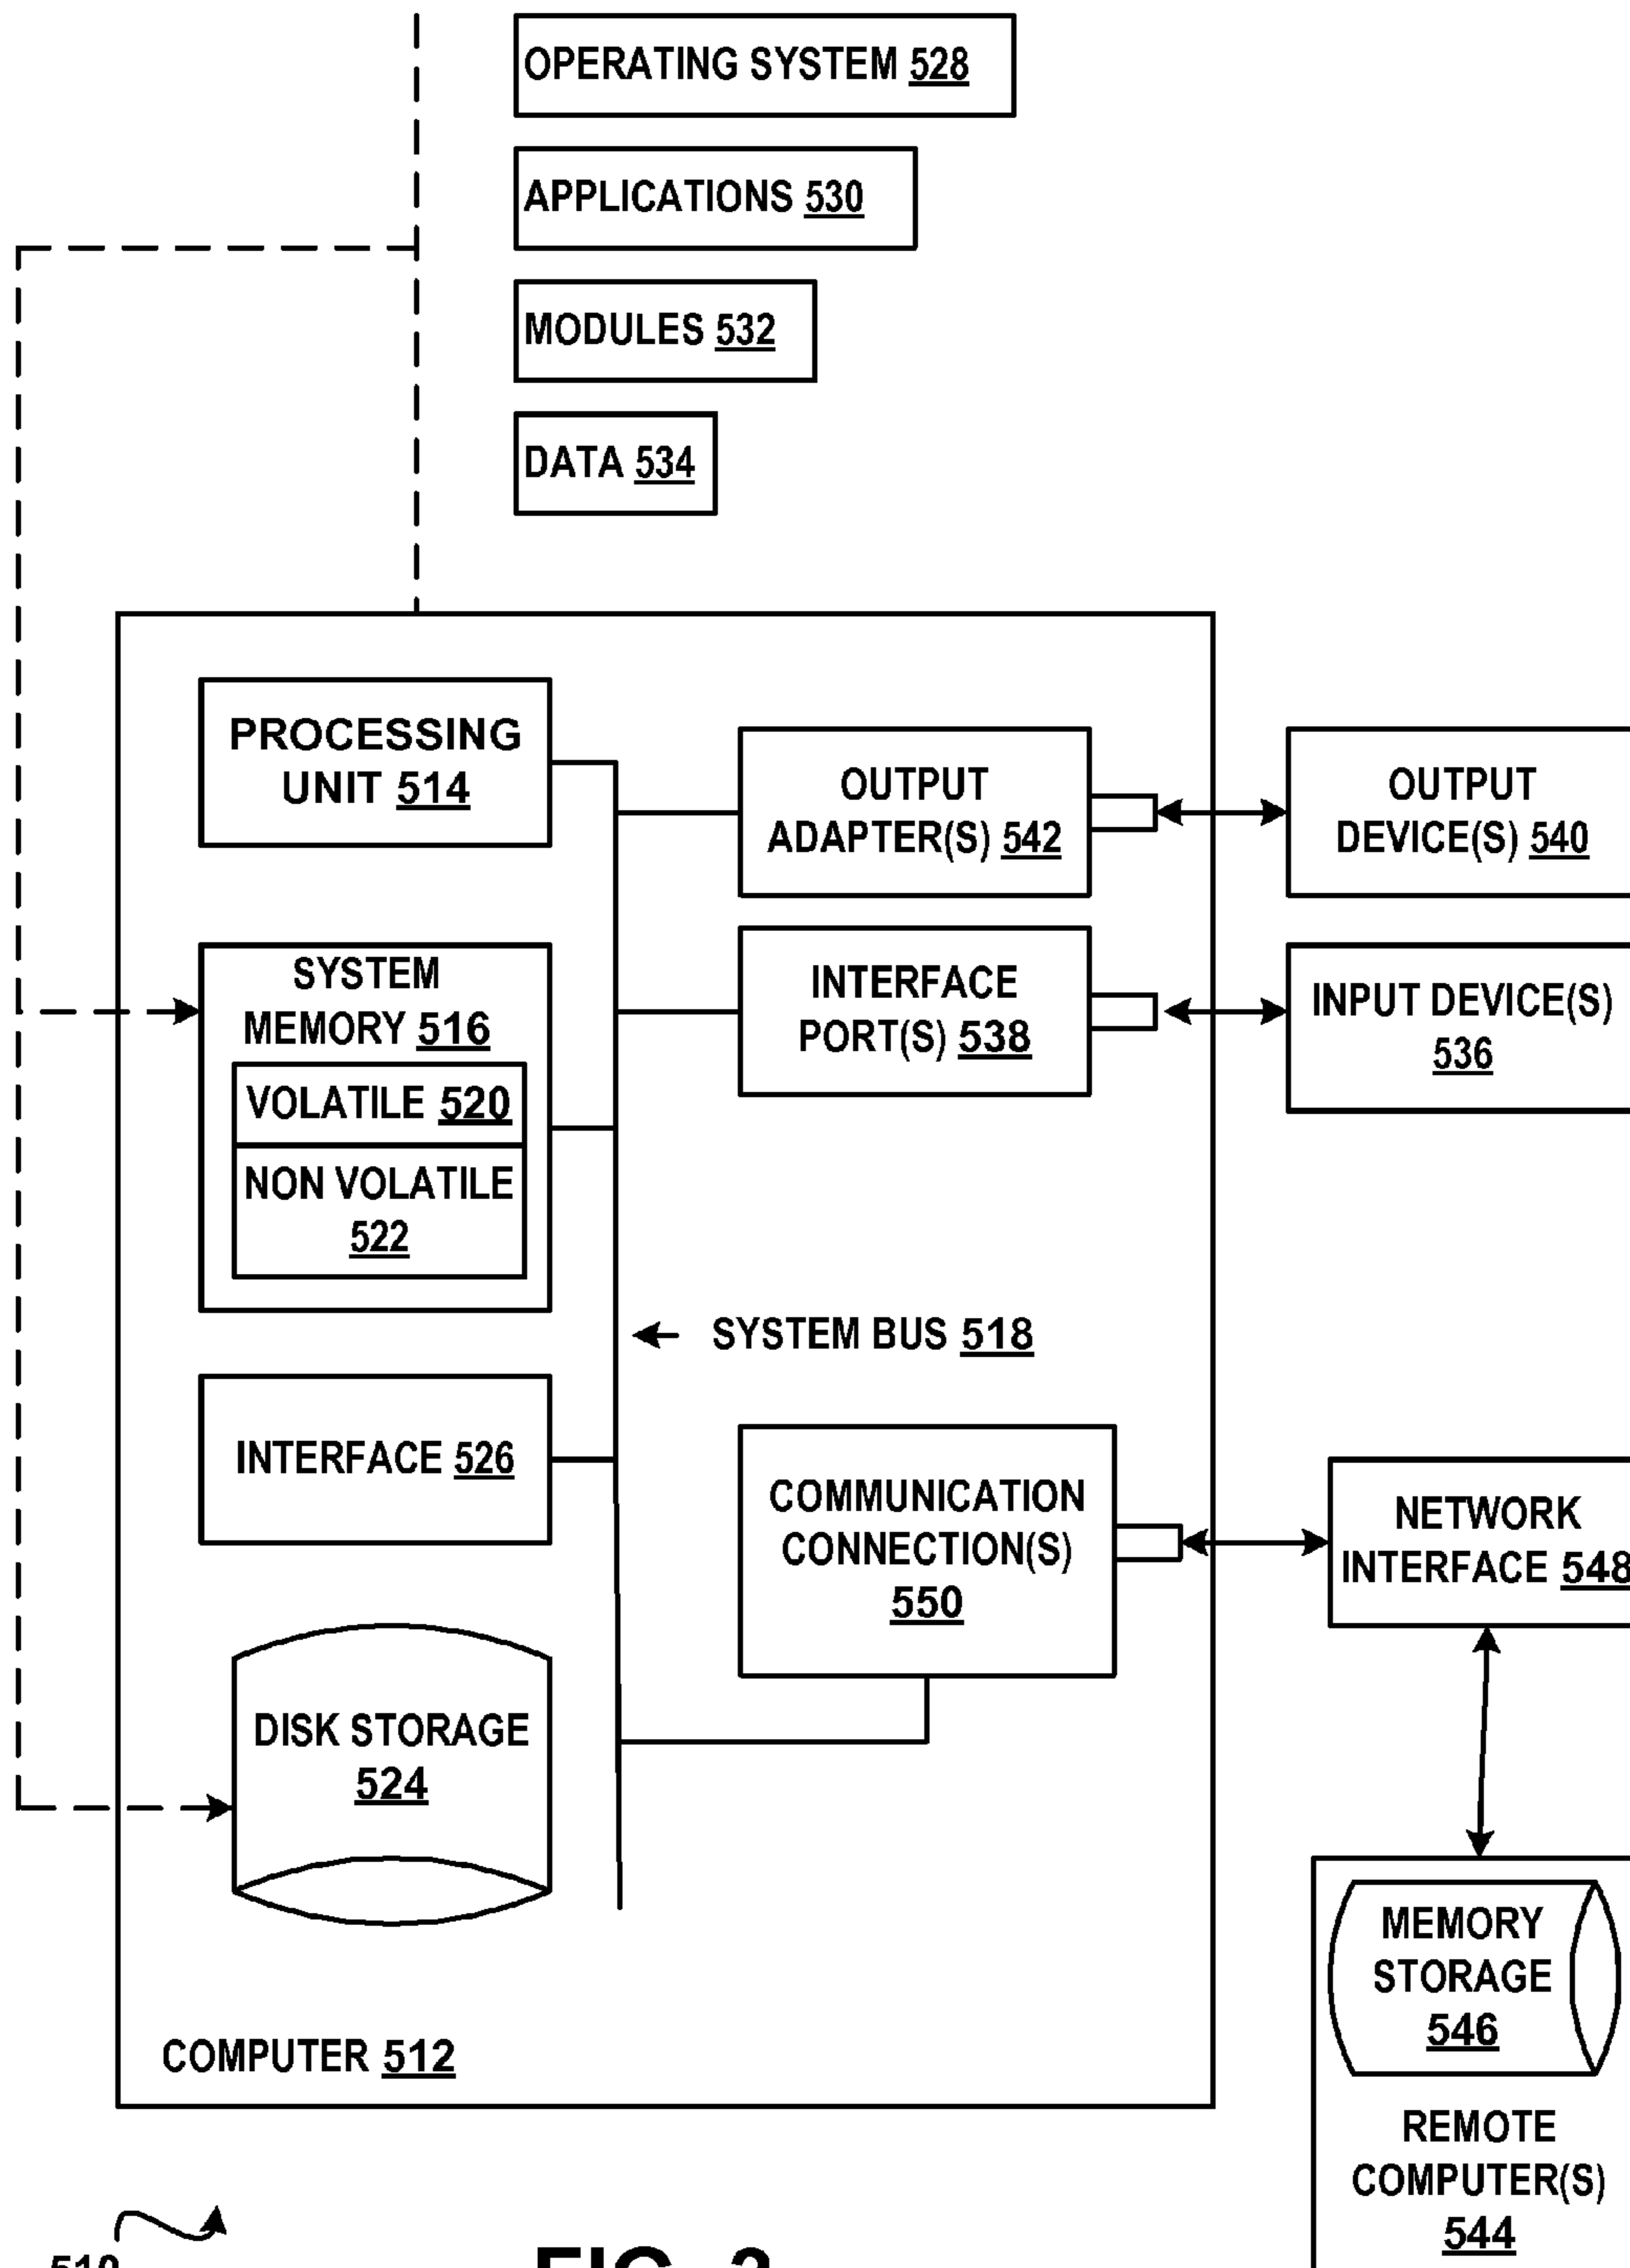 OPERATING SYSTEM 528
APPLICATIONS 530
MODULES 532
DATA 534
PROCESSING
UNIT 514
OUTPUT
ADAPTER(S) 542
OUTPUT
DEVICE(S) 540
SYSTEM
MEMORY 516
VOLATILE 520
NON VOLATILE
522
INTERFACE
PORT(S) 538
INPUT DEVICE(S)
536
SYSTEM BUS 518
INTERFACE 526
COMMUNICATION
CONNECTION(S)
550
NETWORK
INTERFACE 548
DISK STORAGE
524
MEMORY
STORAGE
546
COMPUTER 512
REMOTE
COMPUTER(S)
544
FIG.